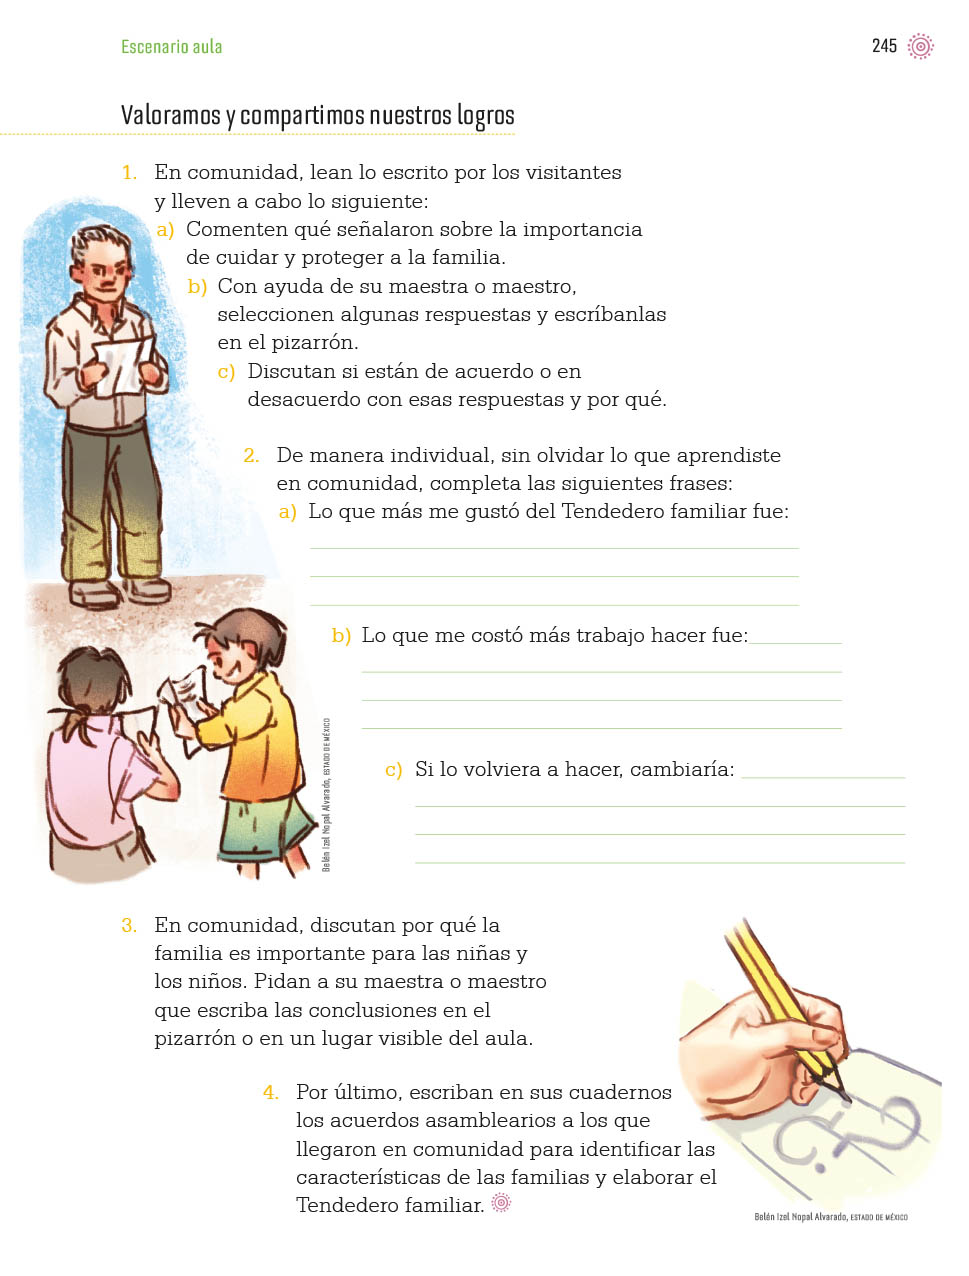 Escenario aula
245
Valoramos y compartimos nuestros logros
1. En comunidad, lean lo escrito por los visitantes
y lleven a cabo lo siguiente:
a) Comenten qué señalaron sobre la importancia
de cuidar y proteger a la familia.
b) Con ayuda de su maestra o maestro,
seleccionen algunas respuestas y escríbanlas
en el pizarrón.
c) Discutan si están de acuerdo o en
desacuerdo con esas respuestas y por qué.
2. De manera individual, sin olvidar lo que aprendiste
en comunidad, completa las siguientes frases:
a) Lo que más me gustó del Tendedero familiar fue:
b) Lo que me costó más trabajo hacer fue:
c) Si lo volviera a hacer, cambiaría:
Belén Izel Nopal Alvarado, ESTADO DE MÉXICO
3. En comunidad, discutan por qué la
familia es importante para las niñas y
los niños. Pidan a su maestra o maestro
que escriba las conclusiones en el
pizarrón o en un lugar visible del aula.
4. Por último, escriban en sus cuadernos
los acuerdos asamblearios a los que
llegaron en comunidad para identificar las
características de las familias y elaborar el
Tendedero familiar.
¿?
Belén Izel Nopal Alvarado, ESTADO DE MÉXICO